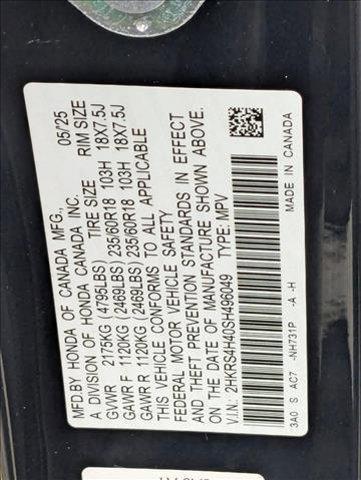 MFD.BY HONDA OF CANADA MFG., 05/25
A DIVISION OF HONDA CANADA INC.
TIRE SIZE RIM SIZE
GVWR 2175KG (4795LBS)
GAWR F 1120KG (2469LBS) 235/60R18 103H 18X7.5J
GAWR R 1120KG (2469LBS) 235/60R18 103H 18X7.5J
THIS VEHICLE CONFORMS TO ALL APPLICABLE
FEDERAL MOTOR VEHICLE SAFETY
AND THEFT PREVENTION STANDARDS IN EFFECT
ON THE DATE OF MANUFACTURE SHOWN ABOVE.
V.I.N.: 2HKRS4H40SH496049 TYPE: MPV
3A0 S AC7 -NH731P -A -H MADE IN CANADA